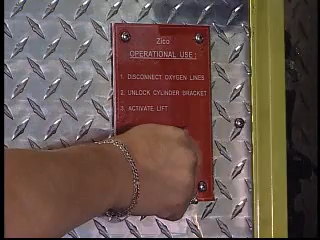 Zico
OPERATIONAL USE:
1. DISCONNECT OXYGEN LINES
2. UNLOCK CYLINDER BRACKET
3. ACTIVATE LIFT